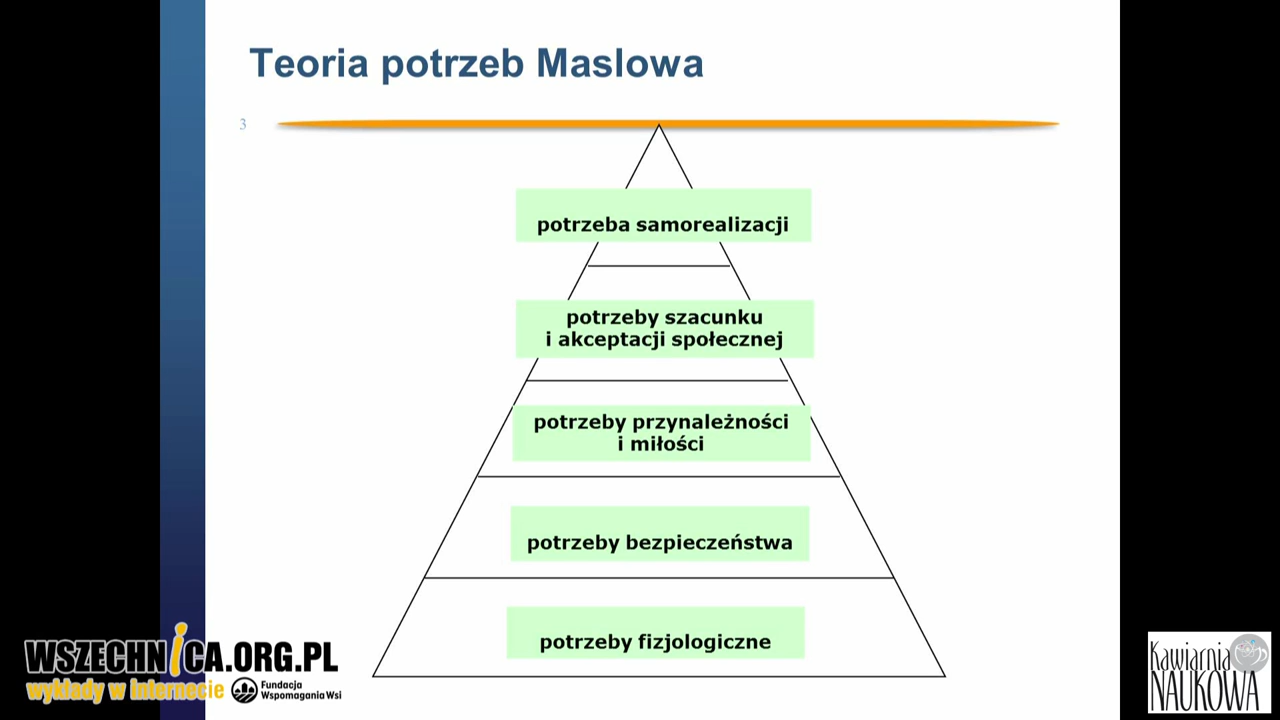 Teoria potrzeb Maslowa
3
potrzeba samorealizacji
potrzeby szacunku
i akceptacji społecznej
potrzeby przynależności
i miłości
potrzeby bezpieczeństwa
potrzeby fizjologiczne
WSZECHNiCA.ORG.PL
wykłady w internecie
Fundacja
Wspomagania Wsi
Kawiarnia
NAUKOWA